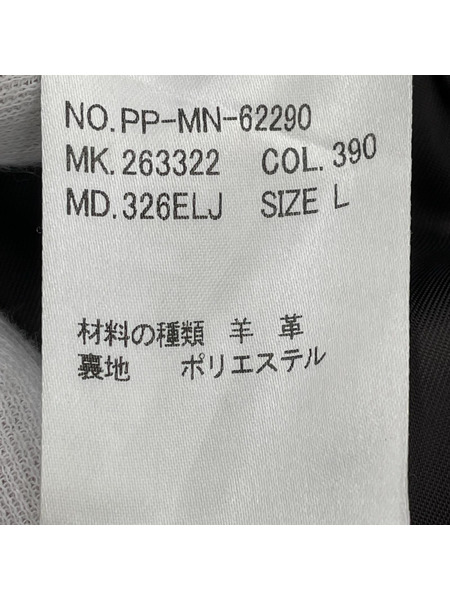 NO.PP-MN-62290
MK.263322 COL.390
MD.326ELJ SIZE L
材料の種類 羊革
裏地 ポリエステル